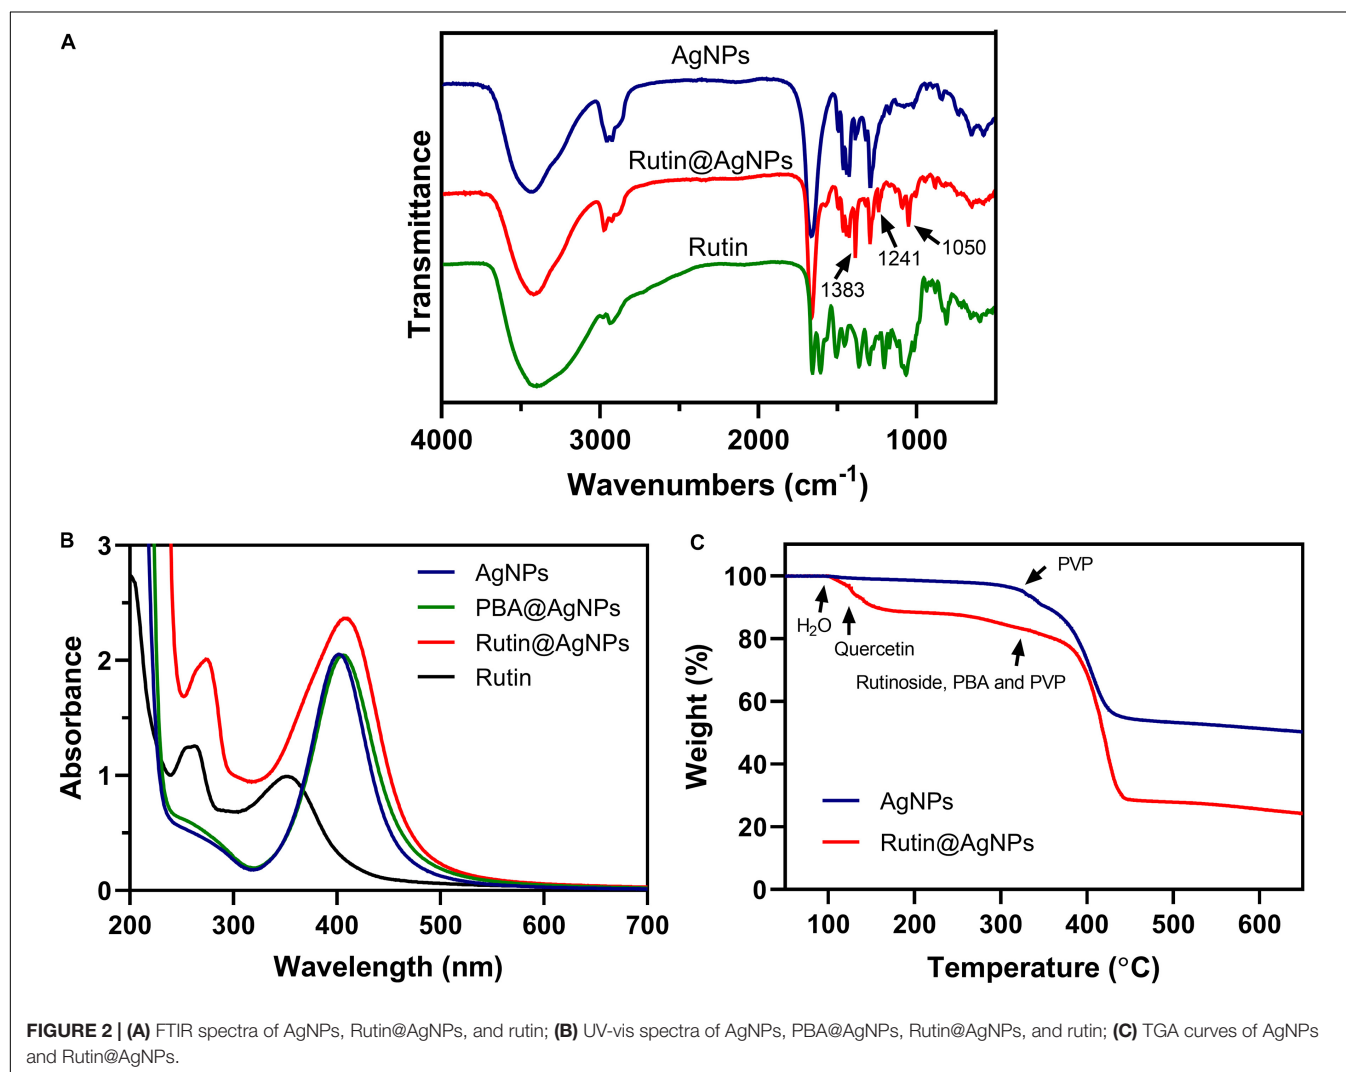 A
AgNPs
Rutin@AgNPs
Rutin
1383
1241
1050
Transmittance
4000 3000 2000 1000
Wavenumbers (cm⁻¹)
B
3
2
1
0
AgNPs
PBA@AgNPs
Rutin@AgNPs
Rutin
Absorbance
200 300 400 500 600 700
Wavelength (nm)
C
100
80
60
40
20
0
PVP
H₂O
Quercetin
Rutinoside, PBA and PVP
AgNPs
Rutin@AgNPs
Weight (%)
100 200 300 400 500 600
Temperature (°C)
FIGURE 2 | (A) FTIR spectra of AgNPs, Rutin@AgNPs, and rutin; (B) UV-vis spectra of AgNPs, PBA@AgNPs, Rutin@AgNPs, and rutin; (C) TGA curves of AgNPs
and Rutin@AgNPs.